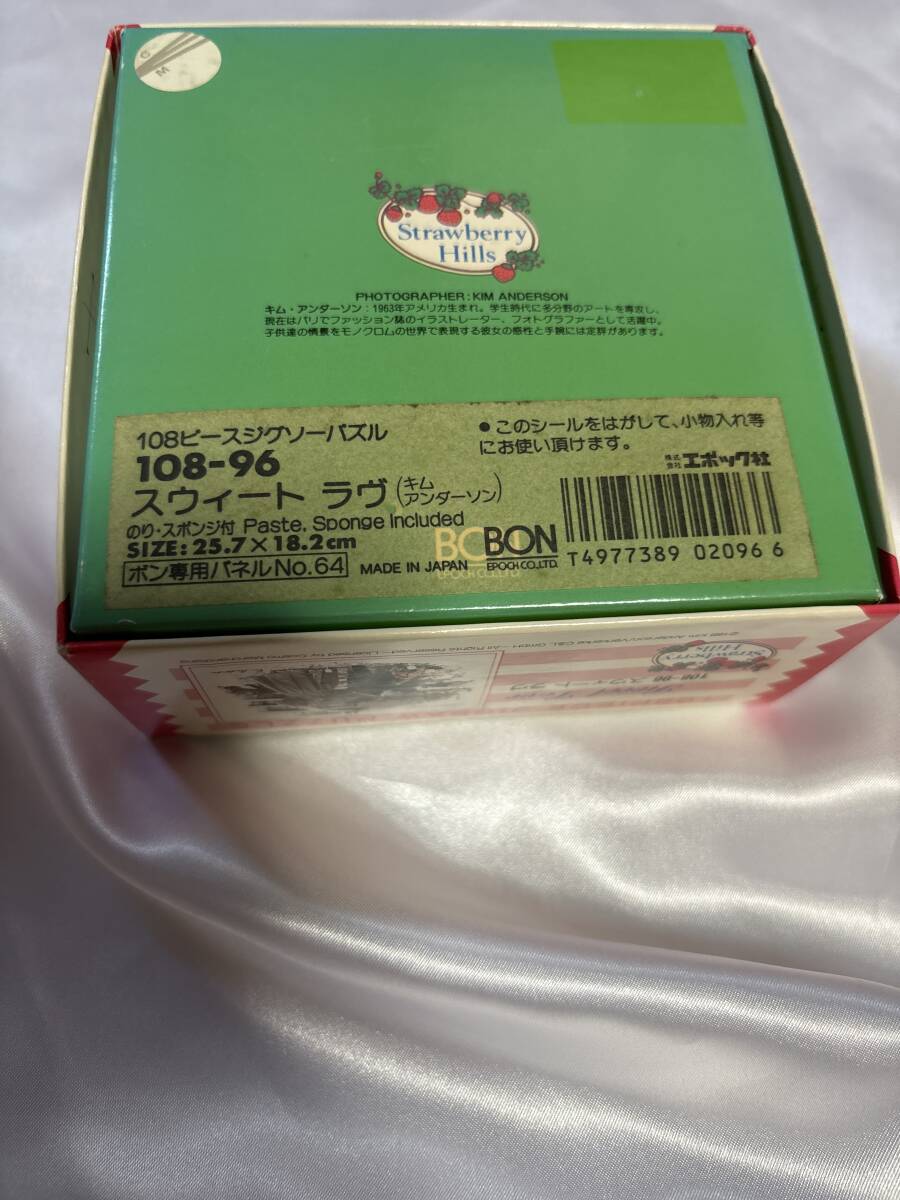 G
M
Strawberry
Hills
PHOTOGRAPHER : KIM ANDERSON
キム・アンダーソン : 1963年アメリカ生まれ。学生時代に多分野のアートを専攻し、
現在はパリでファッション誌のイラストレーター、フォトグラファーとして活躍中。
子供達の情景をモノクロムの世界で表現する彼女の感性と手腕には定評があります。
108ピースジグソーパズル
108-96
スウィート ラヴ(キム アンダーソン)
のり・スポンジ付 Paste, Sponge Included
SIZE: 25.7×18.2cm
ボン専用パネルNo.64
MADE IN JAPAN
BON
EPOCH CO.,LTD.
●このシールをはがして、小物入れ等
にお使い頂けます。
株式会社エポック社
T4977389 02096 6
Strawberry
Hills
108-96 スウィート ラヴ